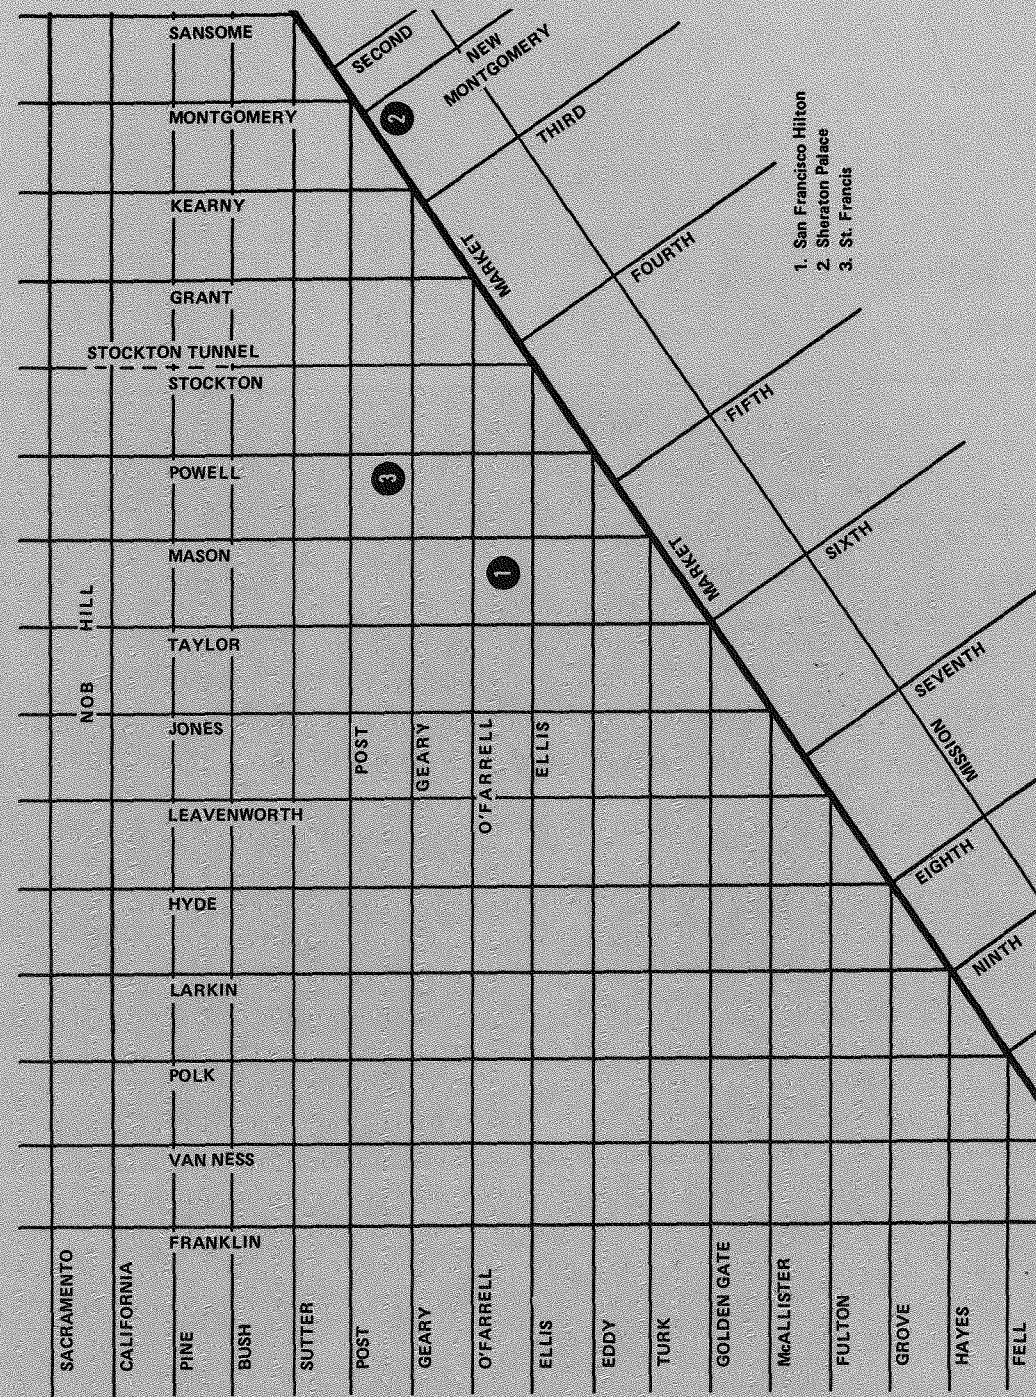 SANSOME
MONTGOMERY
KEARNY
GRANT
STOCKTON TUNNEL
STOCKTON
POWELL
MASON
TAYLOR
JONES
LEAVENWORTH
HYDE
LARKIN
POLK
VAN NESS
FRANKLIN
NOB HILL
SECOND
NEW
MONTGOMERY
THIRD
FOURTH
FIFTH
SIXTH
SEVENTH
EIGHTH
NINTH
MARKET
MARKET
MISSION
2
3
1
1. San Francisco Hilton
2. Sheraton Palace
3. St. Francis
POST
GEARY
O'FARRELL
ELLIS
SACRAMENTO
CALIFORNIA
PINE
BUSH
SUTTER
POST
GEARY
O'FARRELL
ELLIS
EDDY
TURK
GOLDEN GATE
McALLISTER
FULTON
GROVE
HAYES
FELL